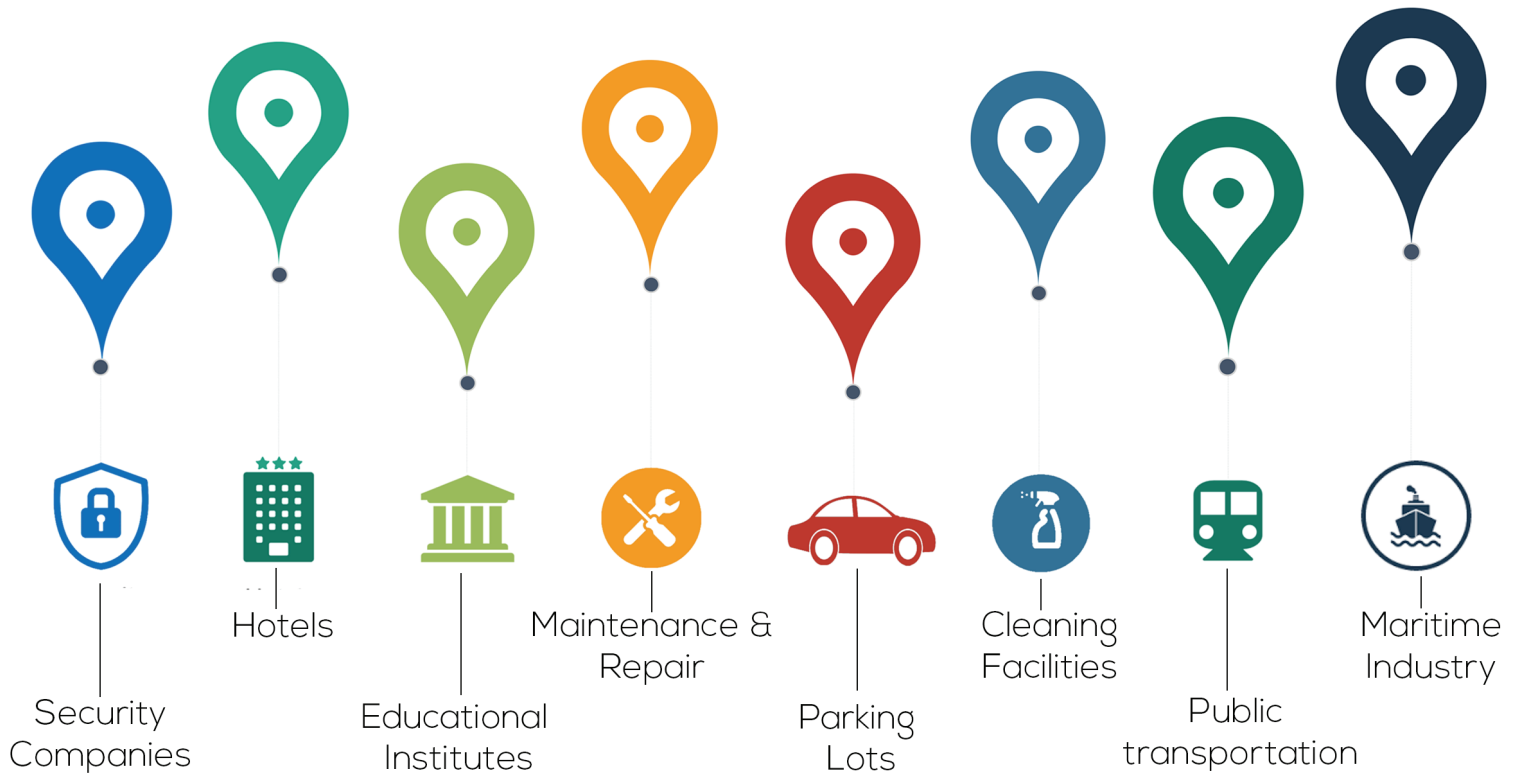 Security
Companies
Hotels
Educational
Institutes
Maintenance &
Repair
Parking
Lots
Cleaning
Facilities
Public
transportation
Maritime
Industry